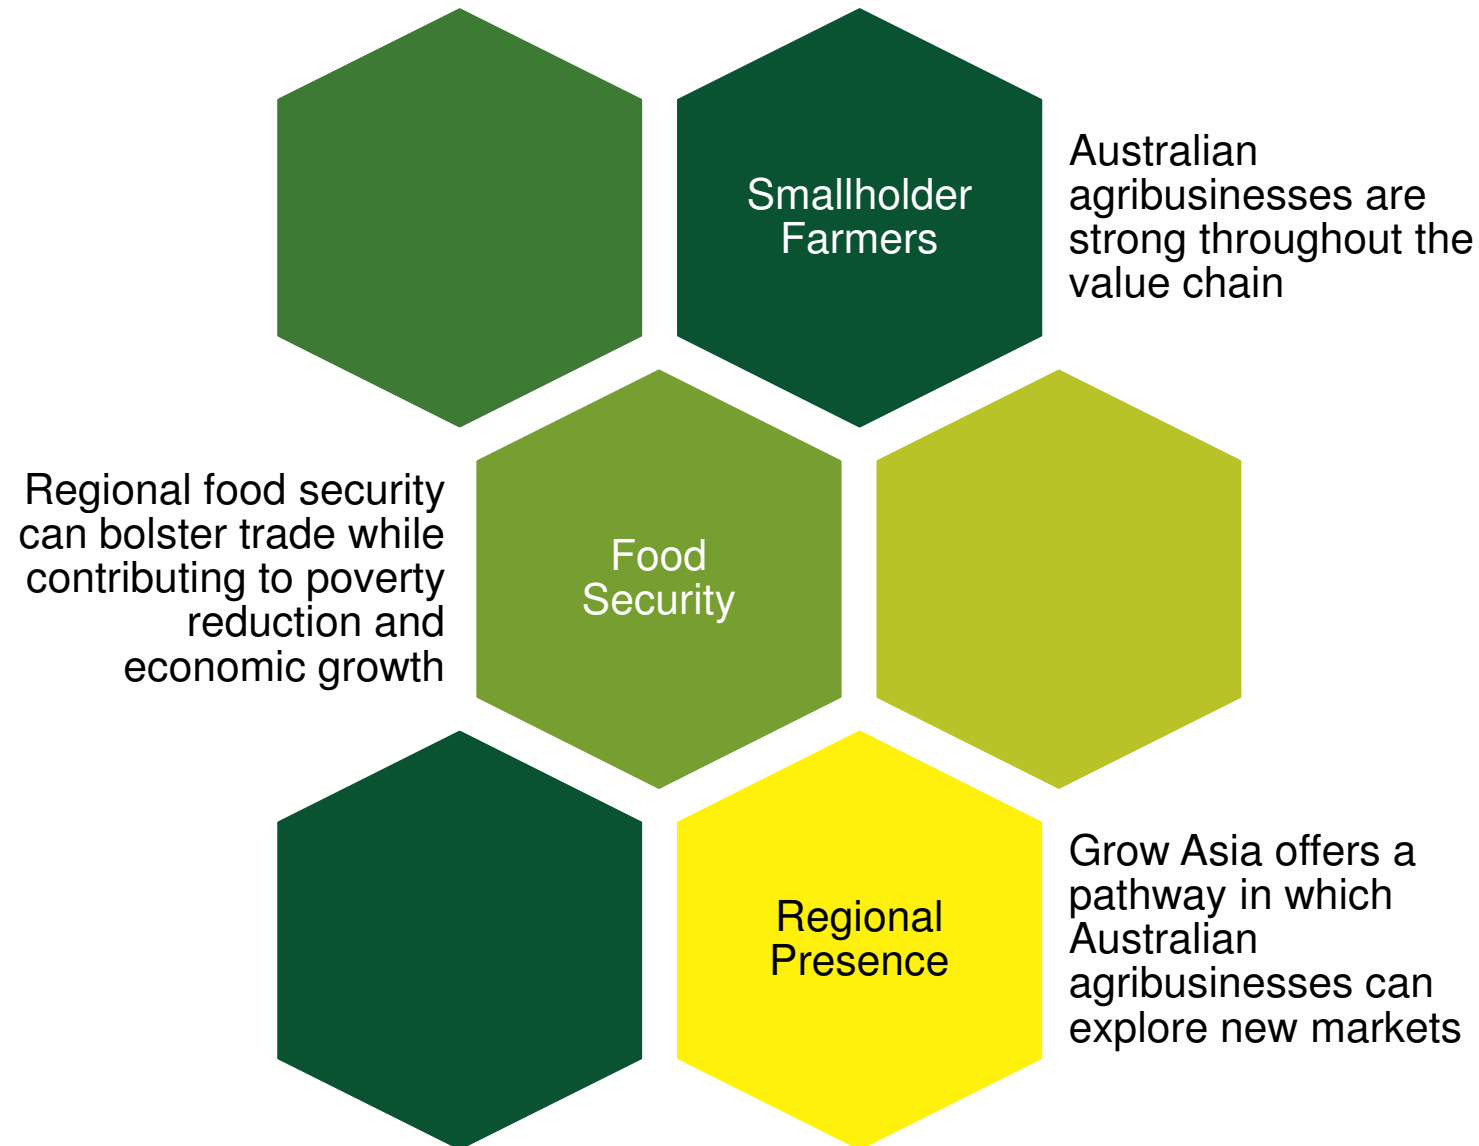 Smallholder
Farmers
Australian
agribusinesses are
strong throughout the
value chain
Regional food security
can bolster trade while
contributing to poverty
reduction and
economic growth
Food
Security
Regional
Presence
Grow Asia offers a
pathway in which
Australian
agribusinesses can
explore new markets